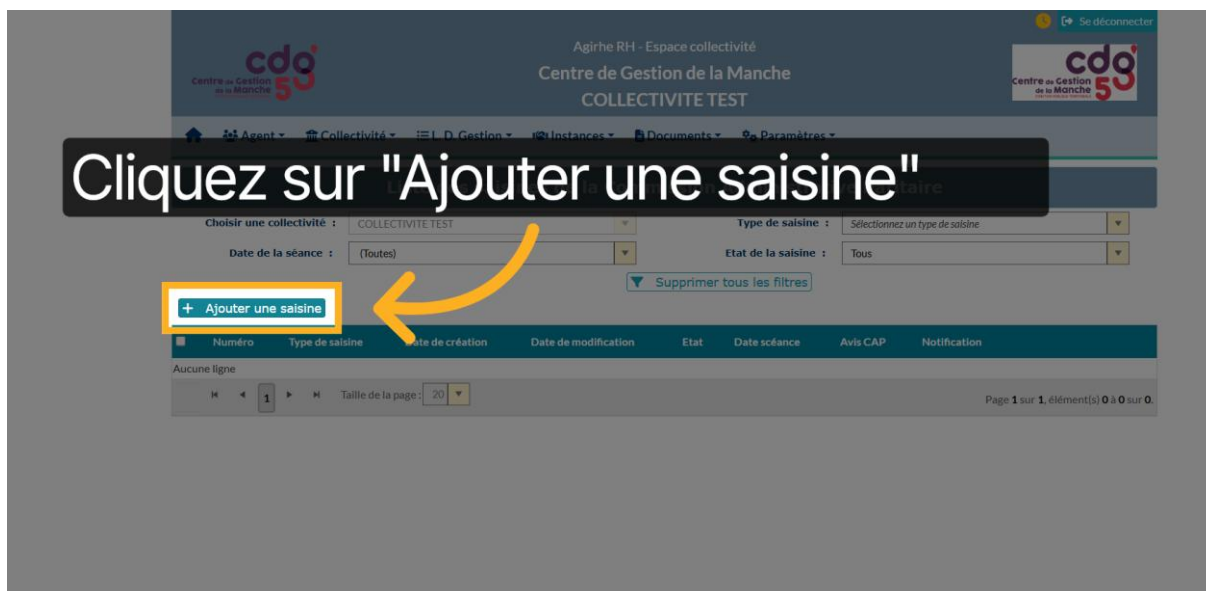 Se déconnecter
cdg 50
Centre de Gestion
de la Manche
Agirhe RH - Espace collectivité
Centre de Gestion de la Manche
COLLECTIVITE TEST
cdg 50
Centre de Gestion
de la Manche
Agent Collectivité L. D. Gestion Instances Documents Paramètres
Cliquez sur "Ajouter une saisine"
Choisir une collectivité : COLLECTIVITE TEST Type de saisine : Sélectionnez un type de saisine
Date de la séance : (Toutes) Etat de la saisine : Tous
Supprimer tous les filtres
+ Ajouter une saisine
Numéro Type de saisine Date de création Date de modification Etat Date scéance Avis CAP Notification
Aucune ligne
1 Taille de la page : 20 Page 1 sur 1, élément(s) 0 à 0 sur 0.